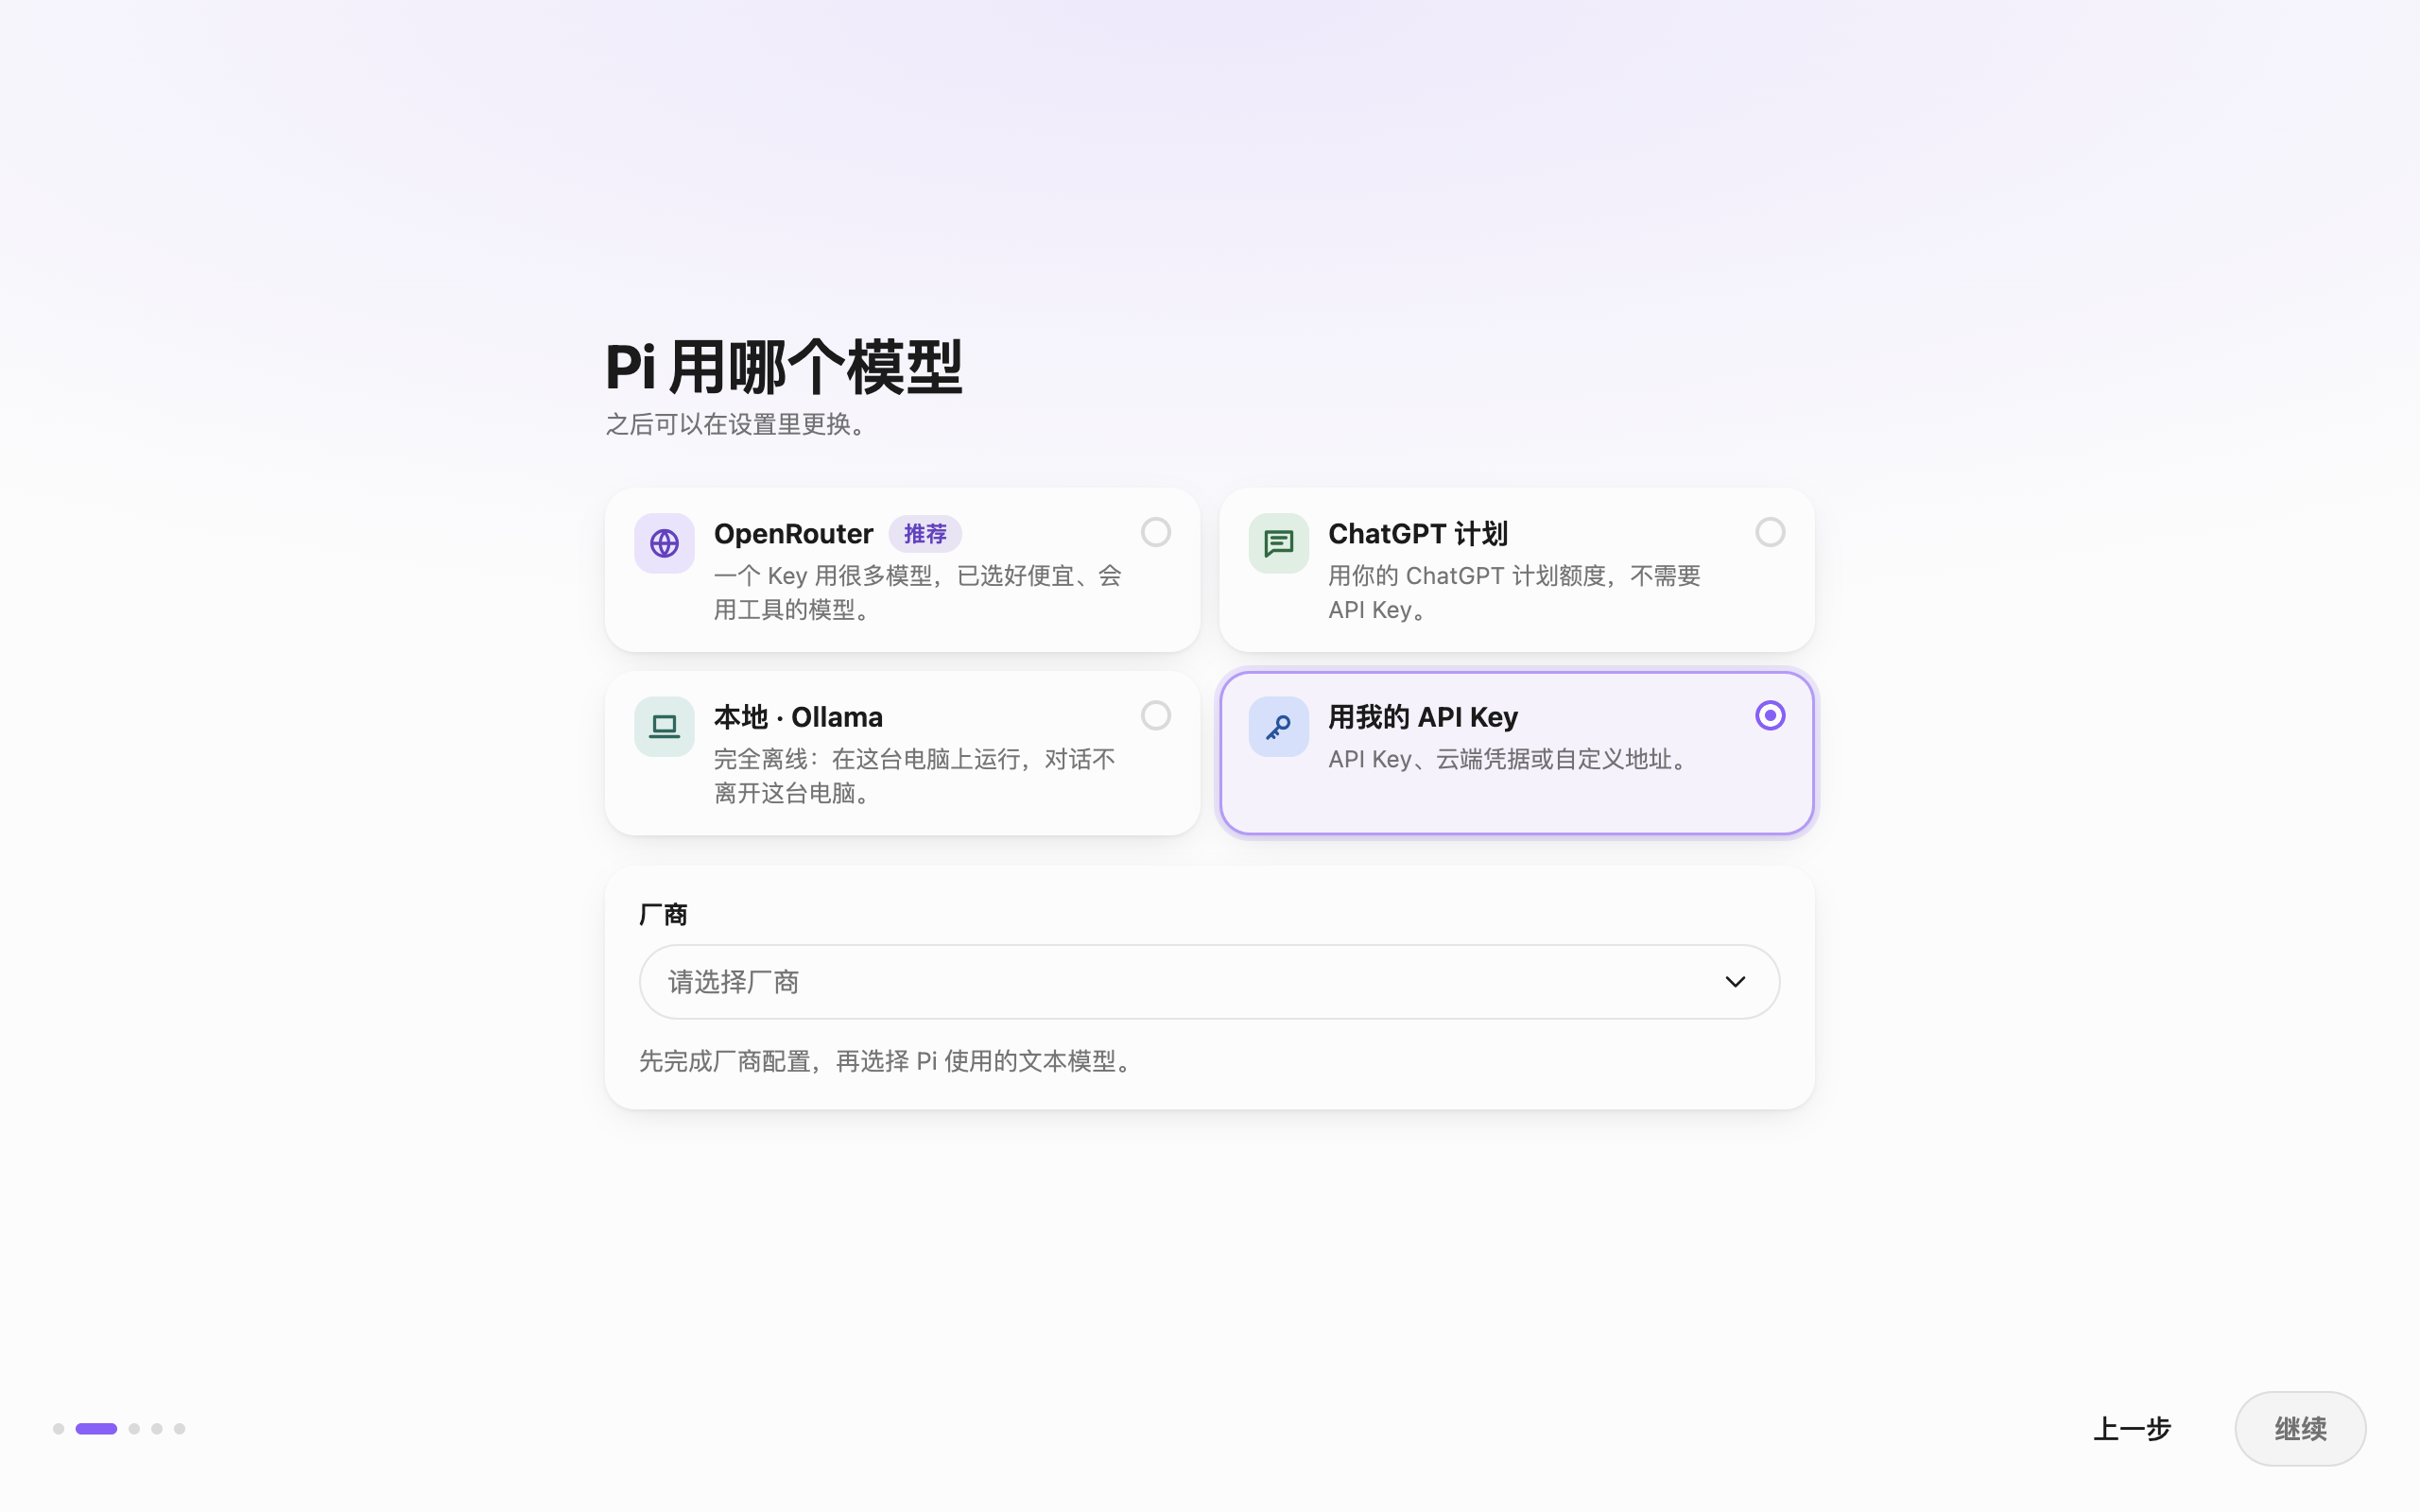 Pi 用哪个模型
之后可以在设置里更换。
OpenRouter 推荐
一个 Key 用很多模型，已选好便宜、会
用工具的模型。
ChatGPT 计划
用你的 ChatGPT 计划额度，不需要
API Key。
本地 · Ollama
完全离线：在这台电脑上运行，对话不
离开这台电脑。
用我的 API Key
API Key、云端凭据或自定义地址。
厂商
请选择厂商
先完成厂商配置，再选择 Pi 使用的文本模型。
上一步
继续